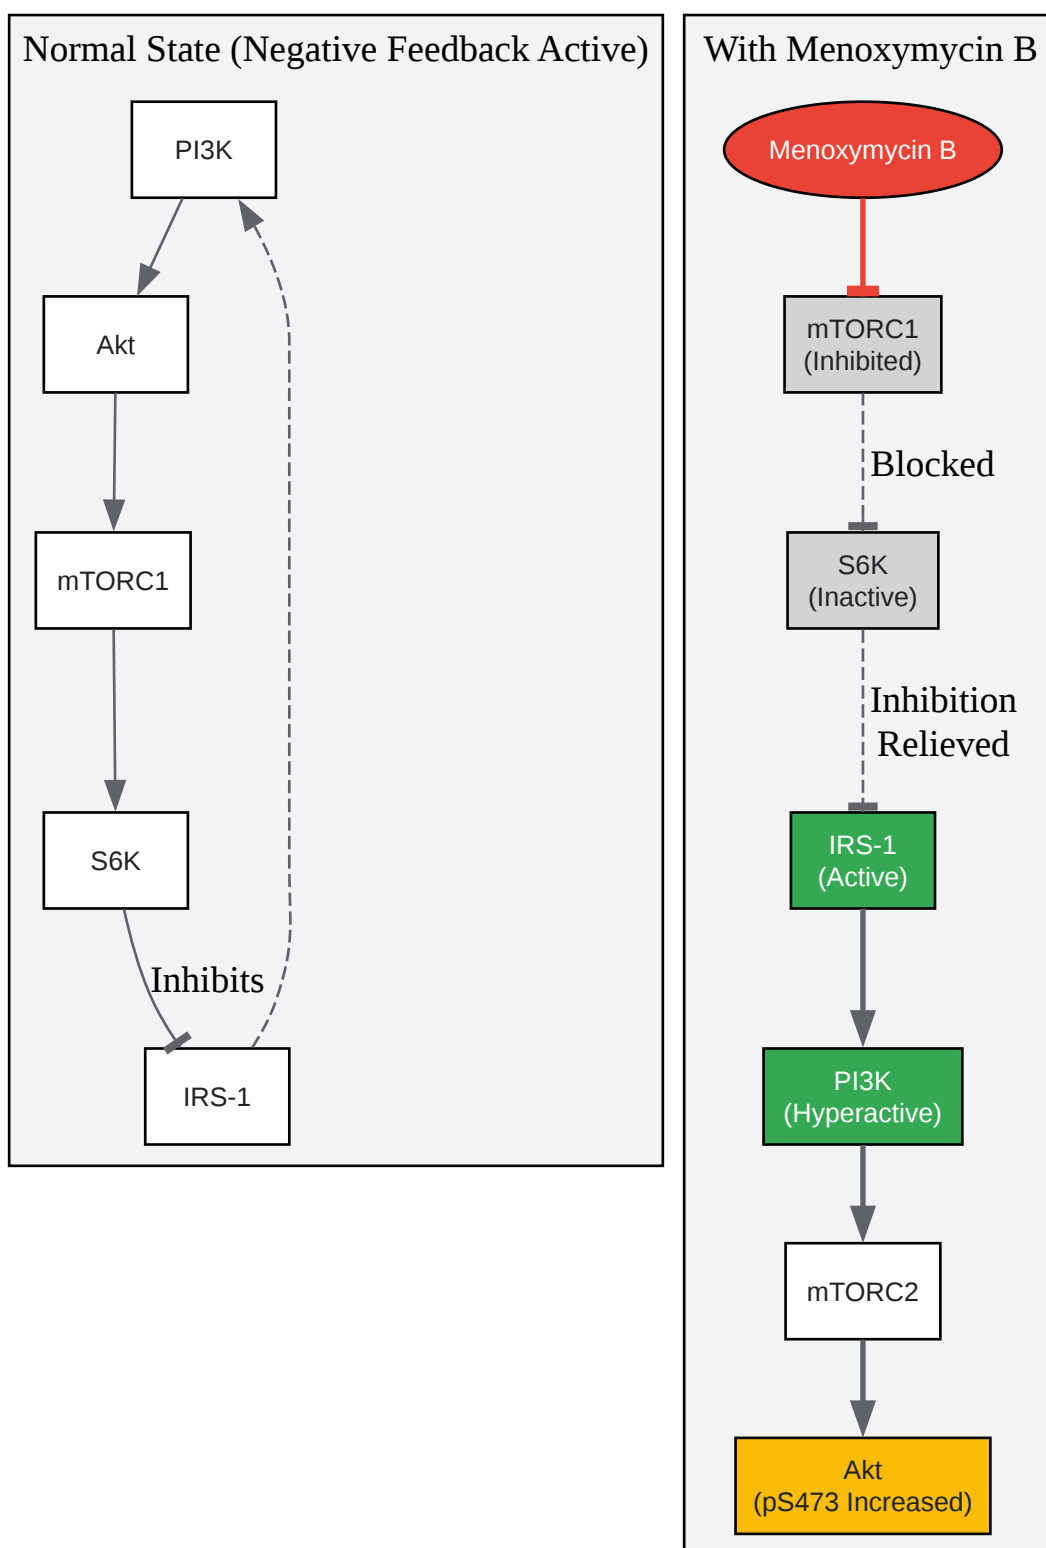 Normal State (Negative Feedback Active)
PI3K
Akt
mTORC1
S6K
Inhibits
IRS-1
With Menoxymycin B
Menoxymycin B
mTORC1
(Inhibited)
Blocked
S6K
(Inactive)
Inhibition
Relieved
IRS-1
(Active)
PI3K
(Hyperactive)
mTORC2
Akt
(pS473 Increased)